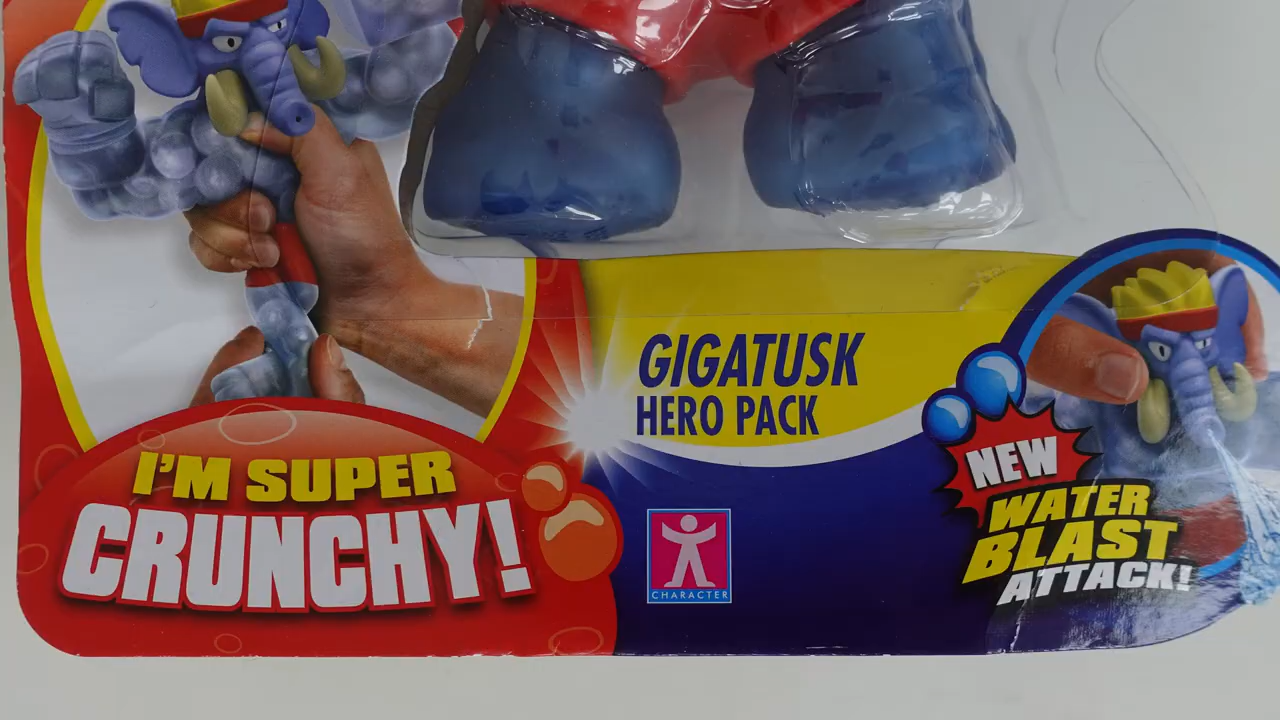 GIGATUSK
HERO PACK
I'M SUPER
CRUNCHY!
NEW
WATER
BLAST
ATTACK!
CHARACTER